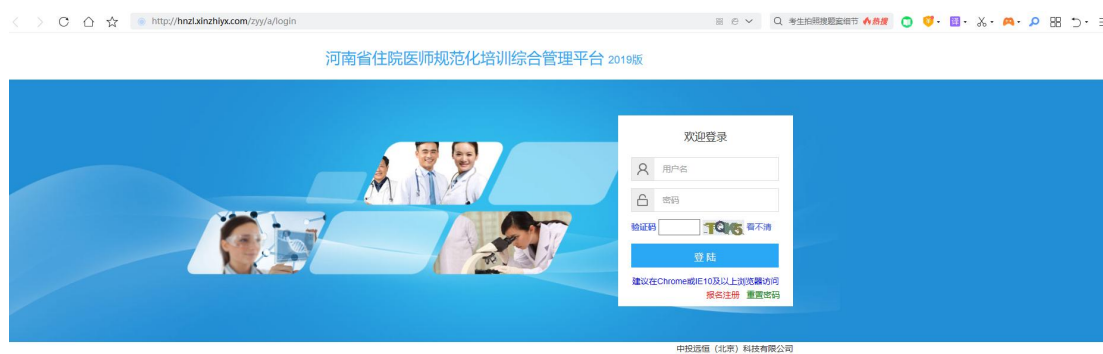 http://hnzl.xinzhiyx.com/zyy/a/login
考生拍照搜题案细节 热搜
河南省住院医师规范化培训综合管理平台 2019版
欢迎登录
用户名
密码
验证码 TQK5 看不清
登 陆
建议在Chrome或IE10及以上浏览器访问
报名注册 重置密码
中投远恒（北京）科技有限公司